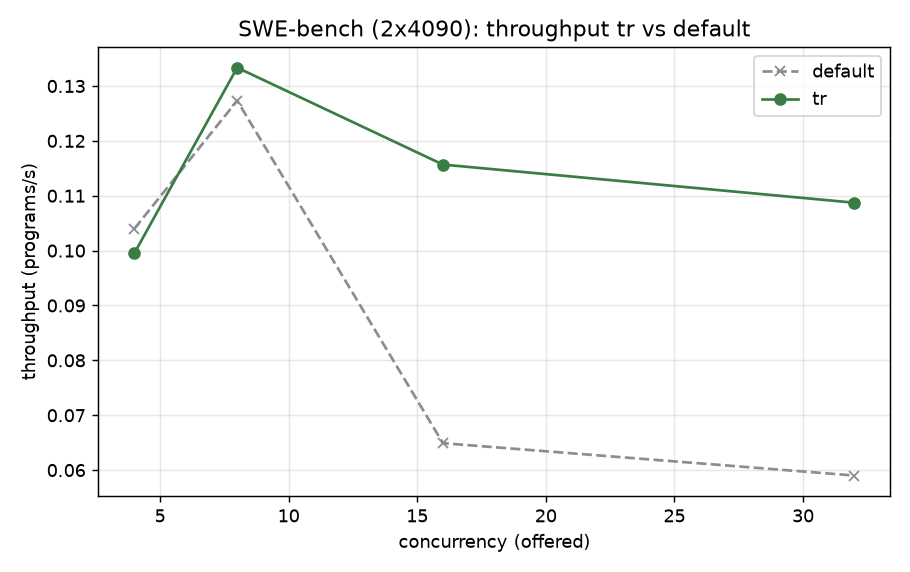 SWE-bench (2x4090): throughput tr vs default
default
tr
throughput (programs/s)
0.13
0.12
0.11
0.10
0.09
0.08
0.07
0.06
5 10 15 20 25 30
concurrency (offered)